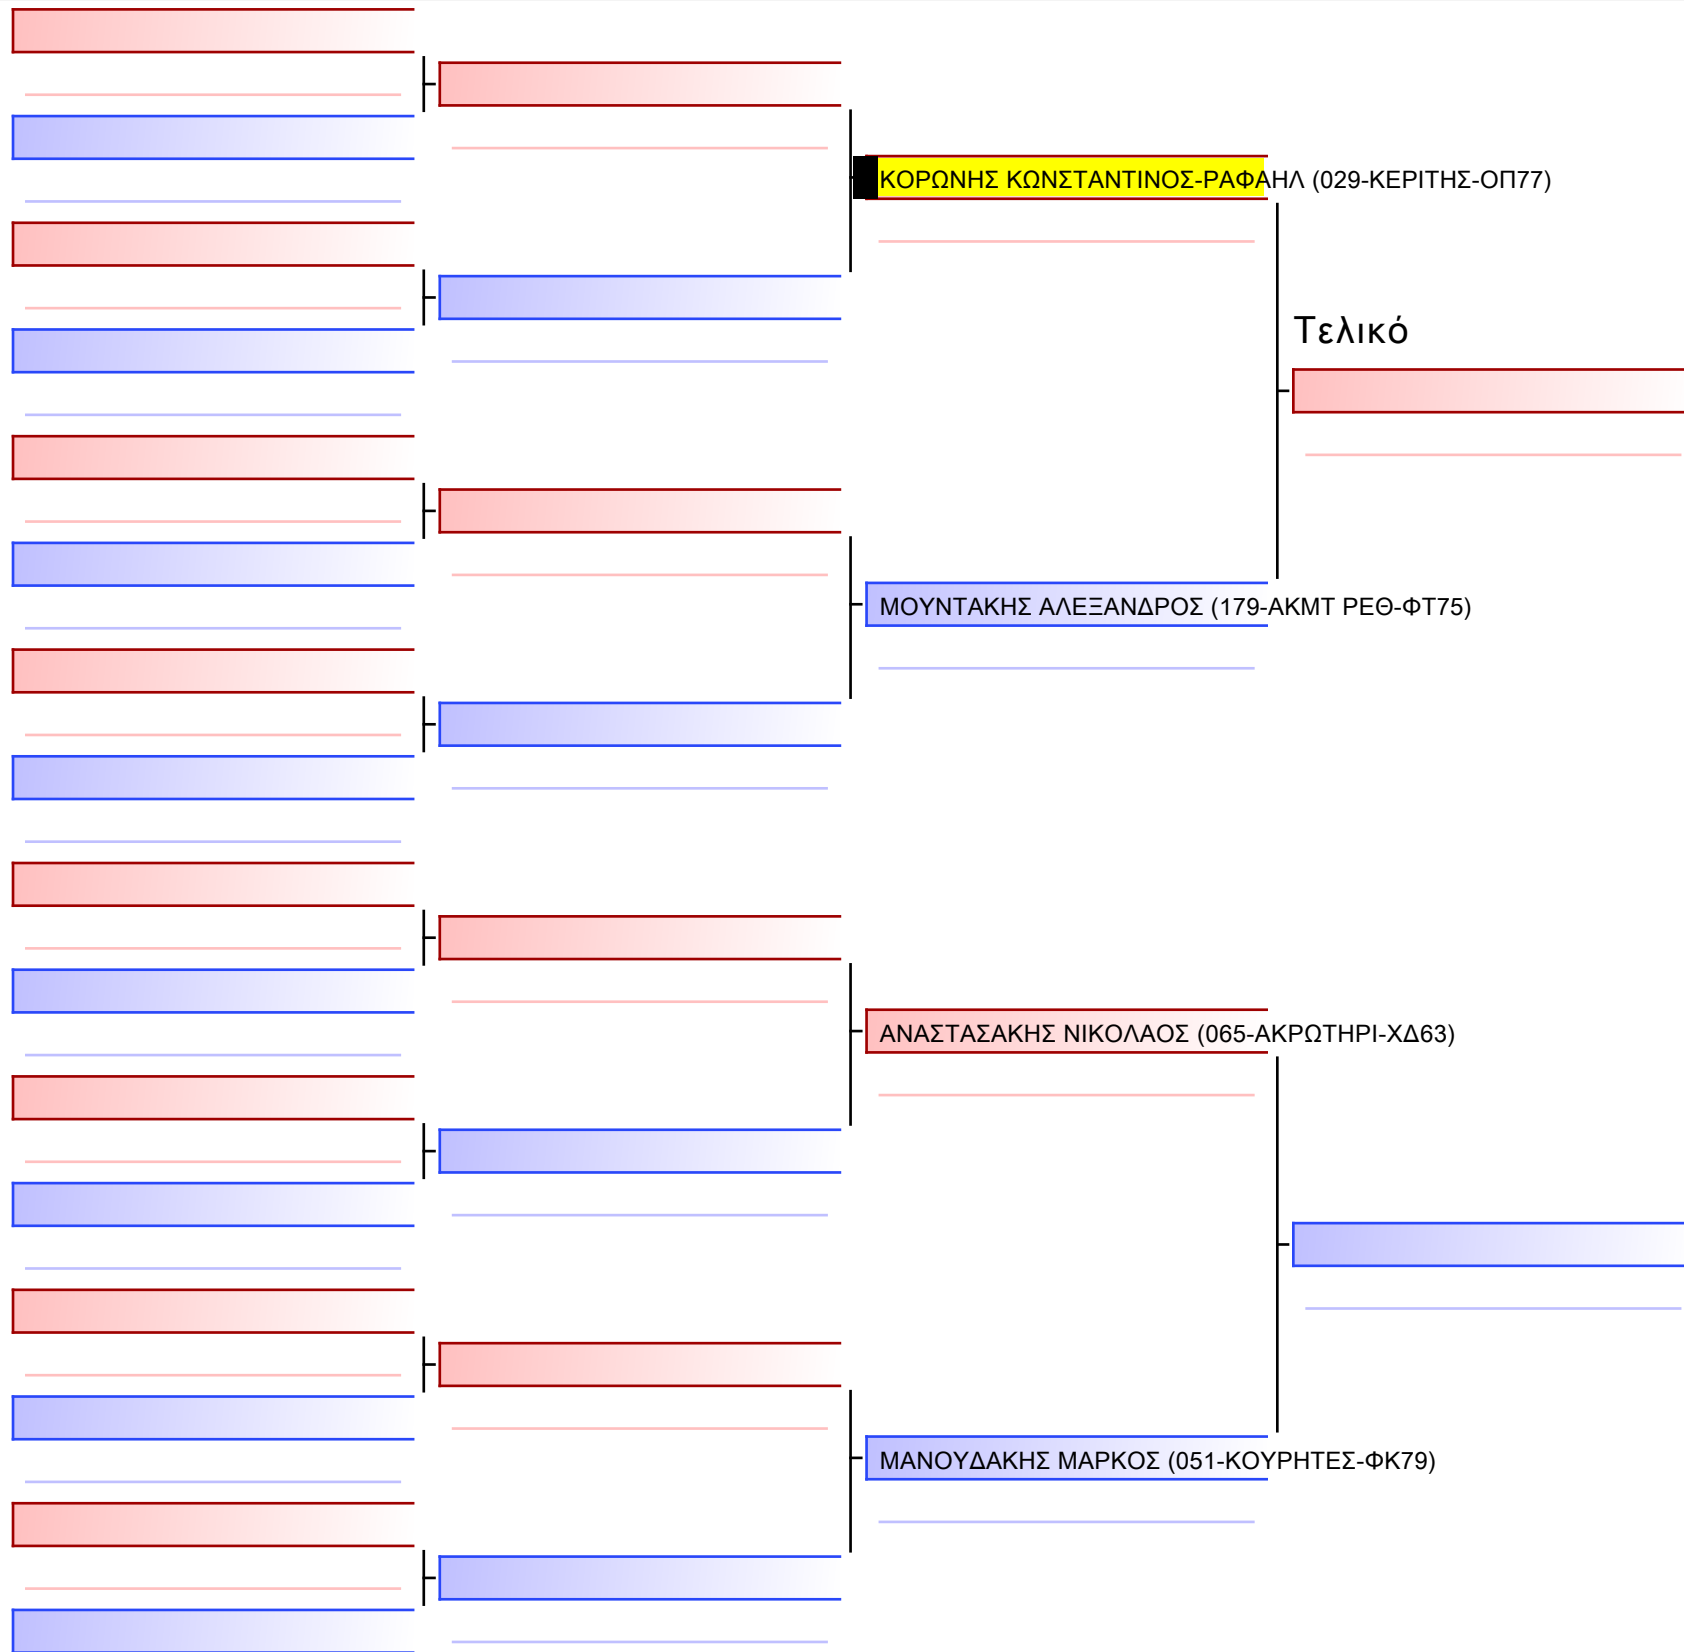 ΚΟΡΩΝΗΣ ΚΩΝΣΤΑΝΤΙΝΟΣ-ΡΑΦΑΗΛ (029-ΚΕΡΙΤΗΣ-ΟΠ77)
Τελικό
ΜΟΥΝΤΑΚΗΣ ΑΛΕΞΑΝΔΡΟΣ (179-ΑΚΜΤ ΡΕΘ-ΦΤ75)
ΑΝΑΣΤΑΣΑΚΗΣ ΝΙΚΟΛΑΟΣ (065-ΑΚΡΩΤΗΡΙ-ΧΔ63)
ΜΑΝΟΥΔΑΚΗΣ ΜΑΡΚΟΣ (051-ΚΟΥΡΗΤΕΣ-ΦΚ79)